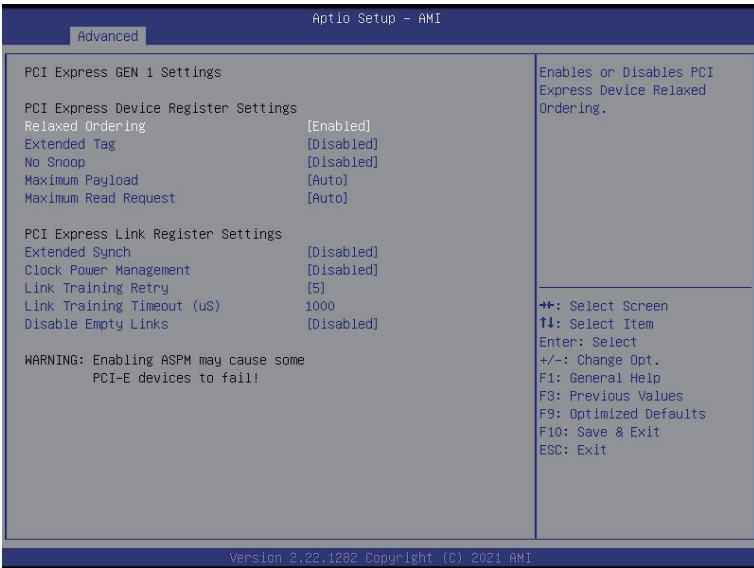 Aptio Setup – AMI
Advanced
PCI Express GEN 1 Settings
PCI Express Device Register Settings
Relaxed Ordering [Enabled]
Extended Tag [Disabled]
No Snoop [Disabled]
Maximum Payload [Auto]
Maximum Read Request [Auto]
PCI Express Link Register Settings
Extended Synch [Disabled]
Clock Power Management [Disabled]
Link Training Retry [5]
Link Training Timeout (uS) 1000
Disable Empty Links [Disabled]
WARNING: Enabling ASPM may cause some
PCI-E devices to fail!
Enables or Disables PCI
Express Device Relaxed
Ordering.
→←: Select Screen
↑↓: Select Item
Enter: Select
+/-: Change Opt.
F1: General Help
F3: Previous Values
F9: Optimized Defaults
F10: Save & Exit
ESC: Exit
Version 2.22.1282 Copyright (C) 2021 AMI